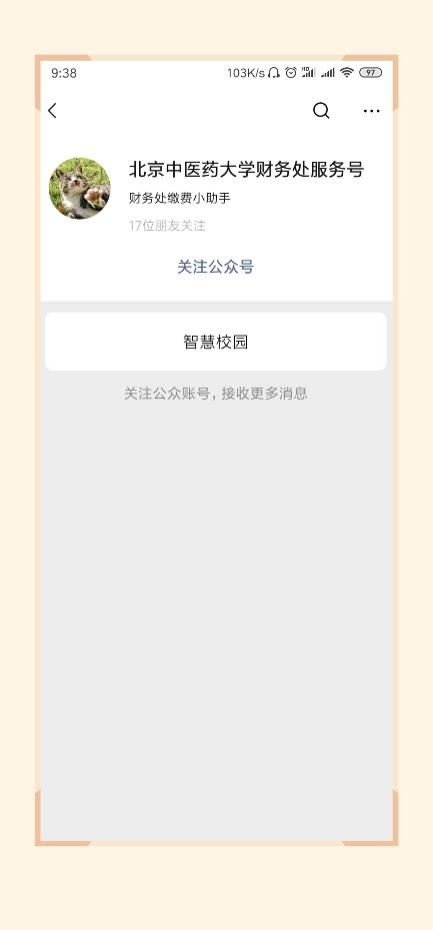 9:38 103K/s HD 97
北京中医药大学财务处服务号
财务处缴费小助手
17位朋友关注
关注公众号
智慧校园
关注公众账号，接收更多消息